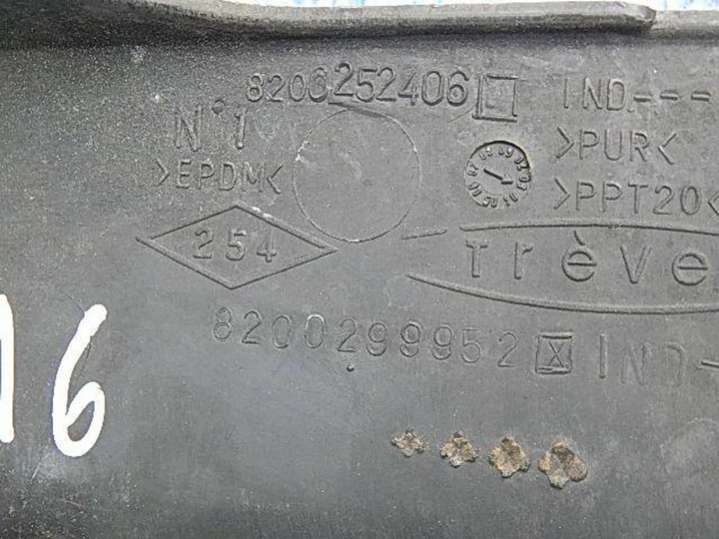 8200252406 IND.---
N°1 >PUR<
>EPDM< >PPT20<
254 Trève
8200299952 X IND-
16